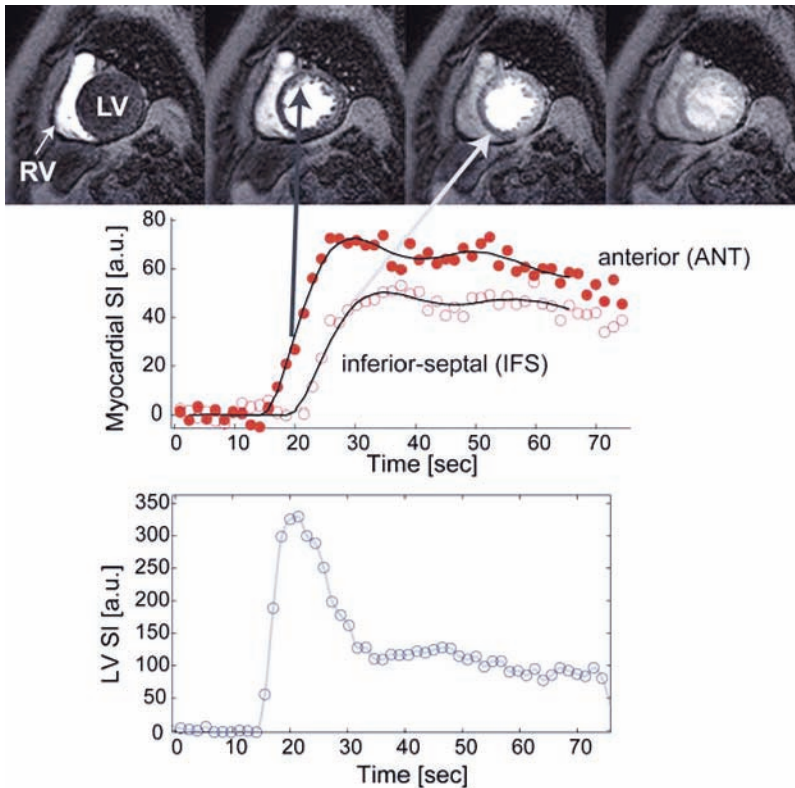 LV
RV
80
60
40
20
0
Myocardial SI [a.u.]
anterior (ANT)
inferior-septal (IFS)
0 10 20 30 40 50 60 70
Time [sec]
350
300
250
200
150
100
50
0
LV SI [a.u.]
0 10 20 30 40 50 60 70
Time [sec]